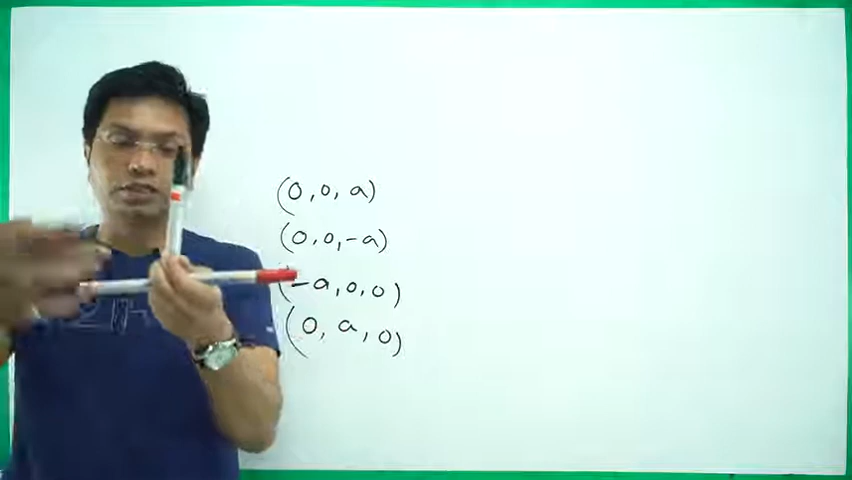 (0, 0, a)
(0, 0, -a)
(-a, 0, 0)
(0, a, 0)